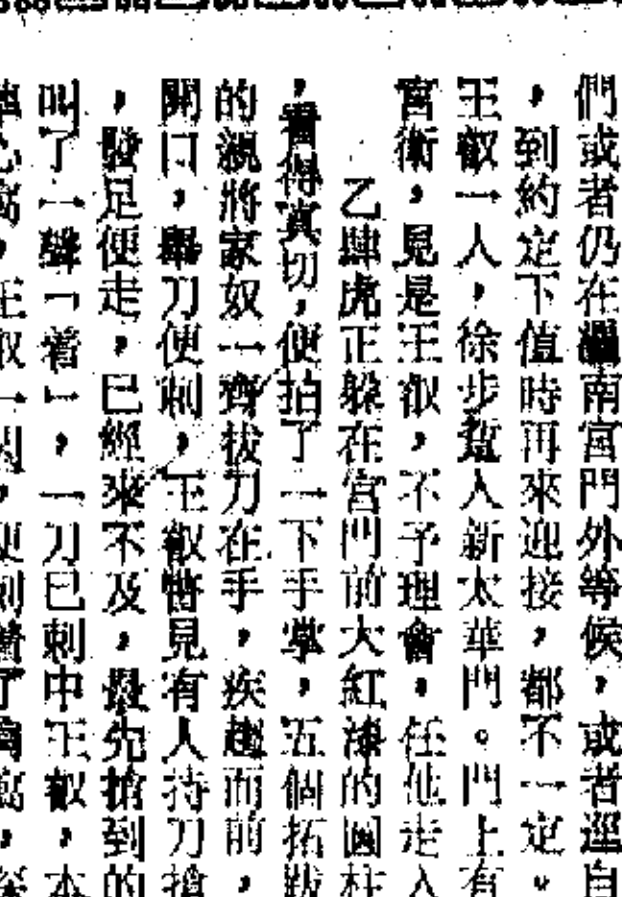 們或者仍在灟南宮門外等候，或者逕自
，到約定下值時再來迎接，都不一定。
王叡一人，徐步踅入新太華門。門上有
宮衛，見是王叡，不予理會，任他走入
乙肆虎正躲在宮門前大紅漆的圓柱
，看得真切，便拍了一下手掌，五個拓跋
的親將家奴一齊拔刀在手，疾趨而前，
開口，舉刀便刺，王叡瞥見有人持刀搶
，發足便走，已經來不及，最先搶到的
叫了一聲「着」，一刀已刺中王叡，本
心窩，王叡一閃，便刺着了肩窩，深